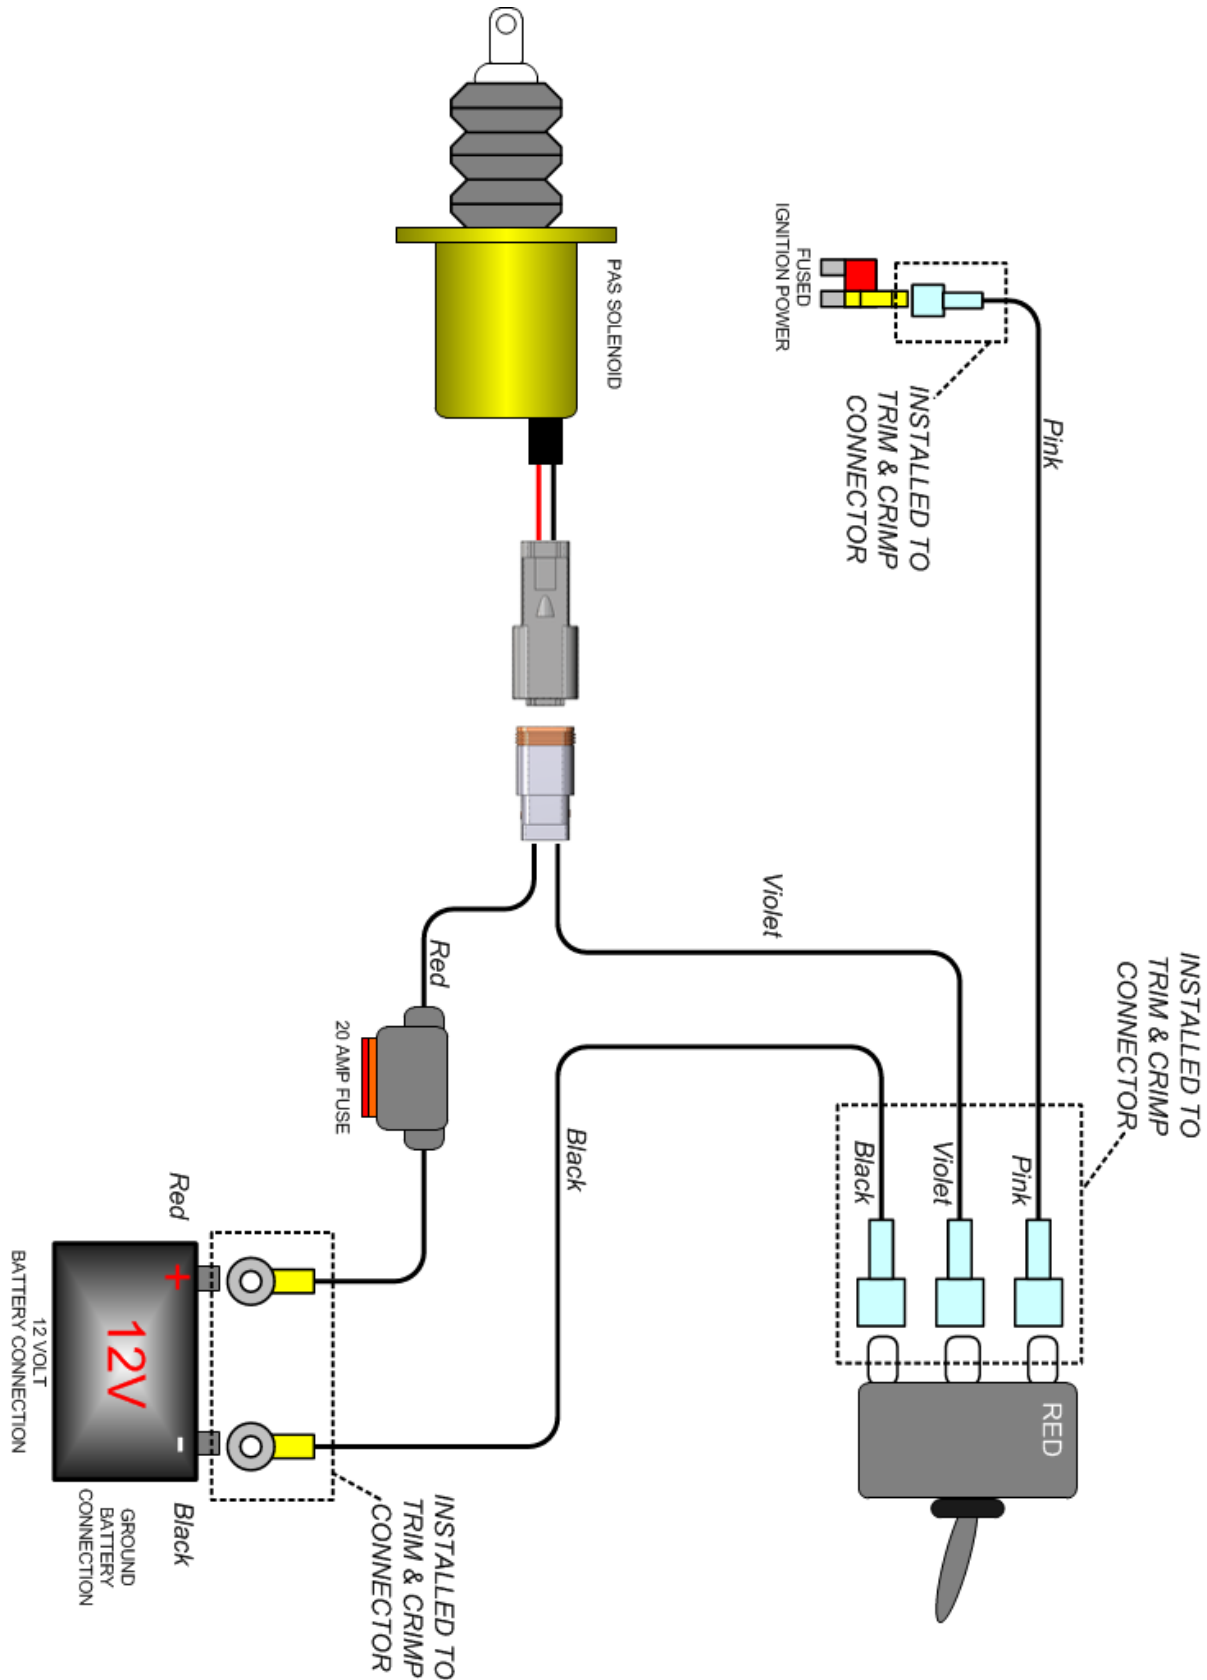 INSTALLED TO
TRIM & CRIMP
CONNECTOR
Pink
FUSED
IGNITION POWER
INSTALLED TO
TRIM & CRIMP
CONNECTOR
PAS SOLENOID
Violet
Pink
Violet
Black
RED
Red
Black
20 AMP FUSE
Red
+
12V
-
12 VOLT
BATTERY CONNECTION
Black
GROUND
BATTERY
CONNECTION
INSTALLED TO
TRIM & CRIMP
CONNECTOR